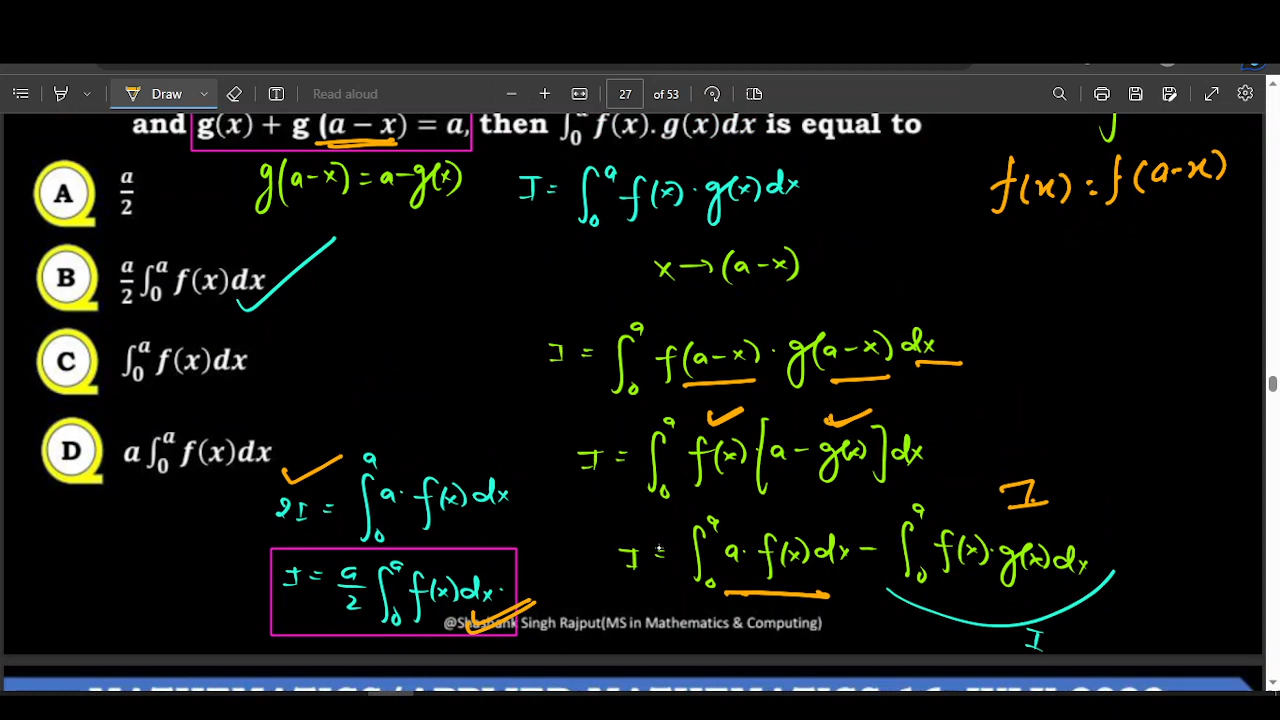 Draw
Read aloud
27 of 53
and g(x) + g (a − x) = a, then ∫₀ᵃ f(x). g(x)dx is equal to
A a/2
g(a-x) = a-g(x)
I = ∫₀ᵃ f(x)·g(x)dx
f(x) = f(a-x)
x → (a-x)
B a/2 ∫₀ᵃ f(x)dx
I = ∫₀ᵃ f(a-x)·g(a-x) dx
C ∫₀ᵃ f(x)dx
I = ∫₀ᵃ f(x)[a - g(x)]dx
D a ∫₀ᵃ f(x)dx
2I = ∫₀ᵃ a· f(x)dx
I
I = ∫₀ᵃ a· f(x)dx - ∫₀ᵃ f(x)·g(x)dx
I = a/2 ∫₀ᵃ f(x)dx.
I
Singh Rajput(MS in Mathematics & Computing)